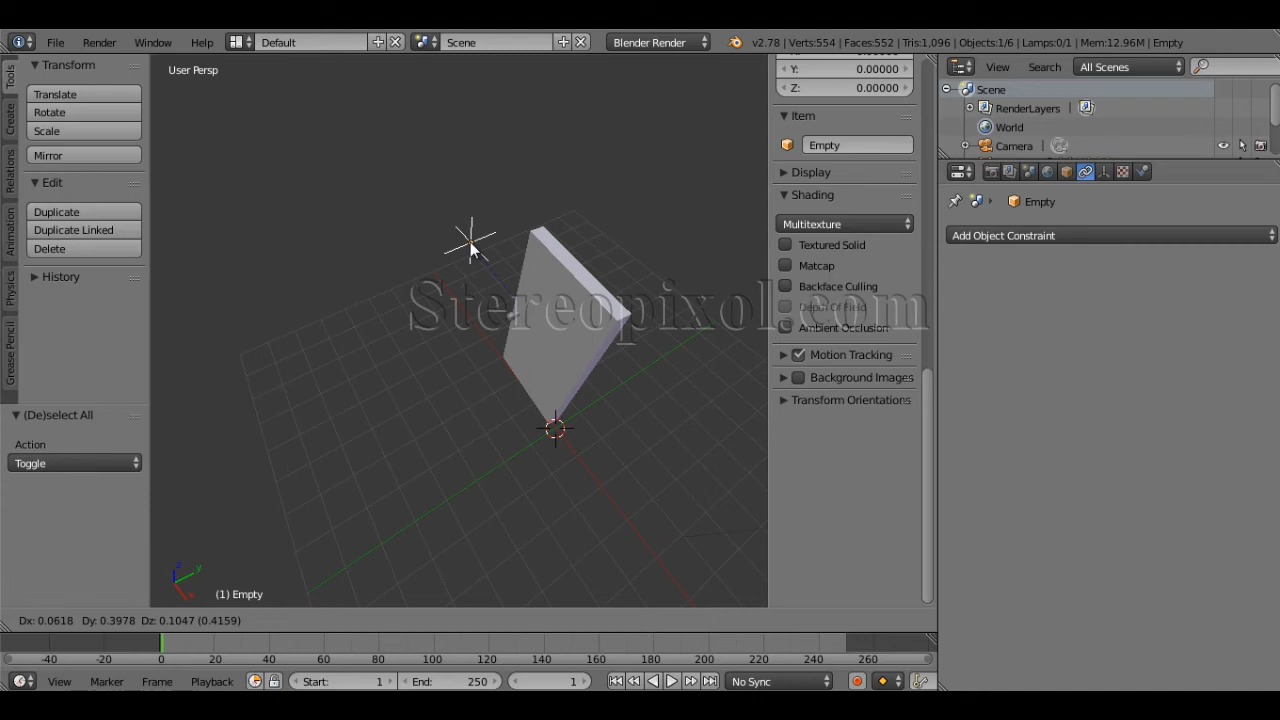 File Render Window Help Default Scene Blender Render v2.78 | Verts:554 | Faces:552 | Tris:1,096 | Objects:1/6 | Lamps:0/1 | Mem:12.96M | Empty
Tools
Create
Relations
Animation
Physics
Grease Pencil
Transform
Translate
Rotate
Scale
Mirror
Edit
Duplicate
Duplicate Linked
Delete
History
(De)select All
Action
Toggle
User Persp
z
y
x
(1) Empty
Stereopixol.com
Y: 0.00000
Z: 0.00000
Item
Empty
Display
Shading
Multitexture
Textured Solid
Matcap
Backface Culling
Depth Of Field
Ambient Occlusion
Motion Tracking
Background Images
Transform Orientations
View Search All Scenes
Scene
RenderLayers
World
Camera
Empty
Add Object Constraint
Dx: 0.0618 Dy: 0.3978 Dz: 0.1047 (0.4159)
-40 -20 0 20 40 60 80 100 120 140 160 180 200 220 240 260
View Marker Frame Playback Start: 1 End: 250 1 No Sync